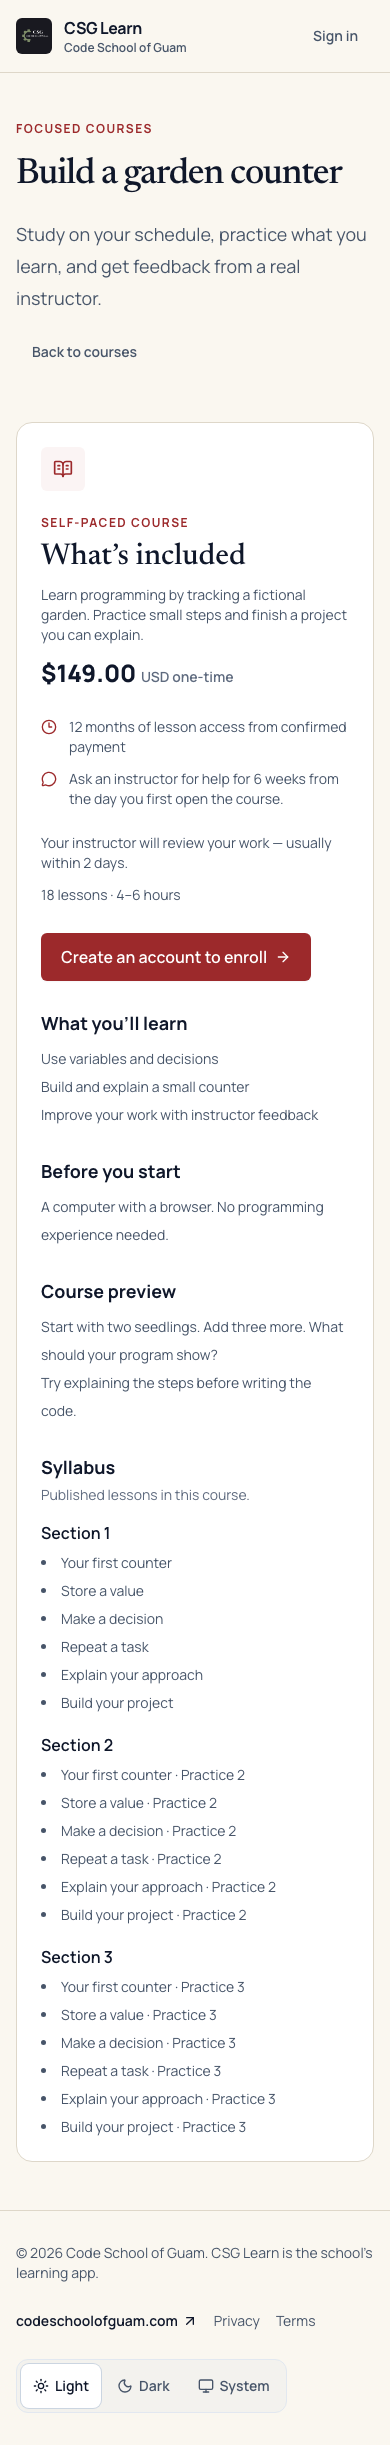 CSG Learn
Code School of Guam
Sign in
FOCUSED COURSES
Build a garden counter
Study on your schedule, practice what you
learn, and get feedback from a real
instructor.
Back to courses
SELF-PACED COURSE
What’s included
Learn programming by tracking a fictional
garden. Practice small steps and finish a project
you can explain.
$149.00 USD one-time
12 months of lesson access from confirmed
payment
Ask an instructor for help for 6 weeks from
the day you first open the course.
Your instructor will review your work — usually
within 2 days.
18 lessons · 4–6 hours
Create an account to enroll →
What you’ll learn
Use variables and decisions
Build and explain a small counter
Improve your work with instructor feedback
Before you start
A computer with a browser. No programming
experience needed.
Course preview
Start with two seedlings. Add three more. What
should your program show?
Try explaining the steps before writing the
code.
Syllabus
Published lessons in this course.
Section 1
• Your first counter
• Store a value
• Make a decision
• Repeat a task
• Explain your approach
• Build your project
Section 2
• Your first counter · Practice 2
• Store a value · Practice 2
• Make a decision · Practice 2
• Repeat a task · Practice 2
• Explain your approach · Practice 2
• Build your project · Practice 2
Section 3
• Your first counter · Practice 3
• Store a value · Practice 3
• Make a decision · Practice 3
• Repeat a task · Practice 3
• Explain your approach · Practice 3
• Build your project · Practice 3
© 2026 Code School of Guam. CSG Learn is the school’s
learning app.
codeschoolofguam.com ↗ Privacy Terms
Light Dark System